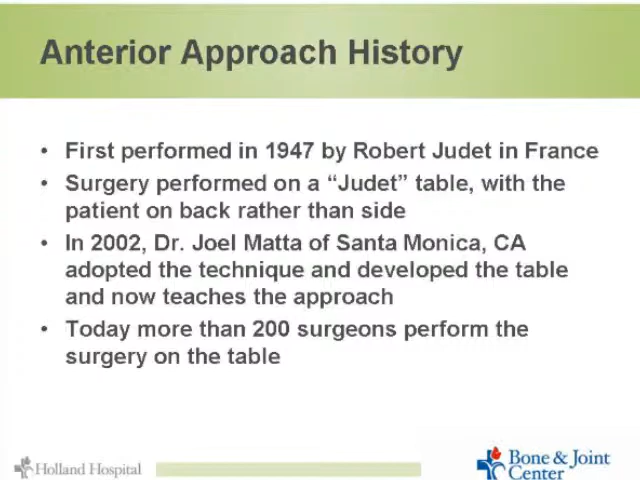 Anterior Approach History
• First performed in 1947 by Robert Judet in France
• Surgery performed on a “Judet” table, with the
patient on back rather than side
• In 2002, Dr. Joel Matta of Santa Monica, CA
adopted the technique and developed the table
and now teaches the approach
• Today more than 200 surgeons perform the
surgery on the table
Holland Hospital
Bone & Joint
Center